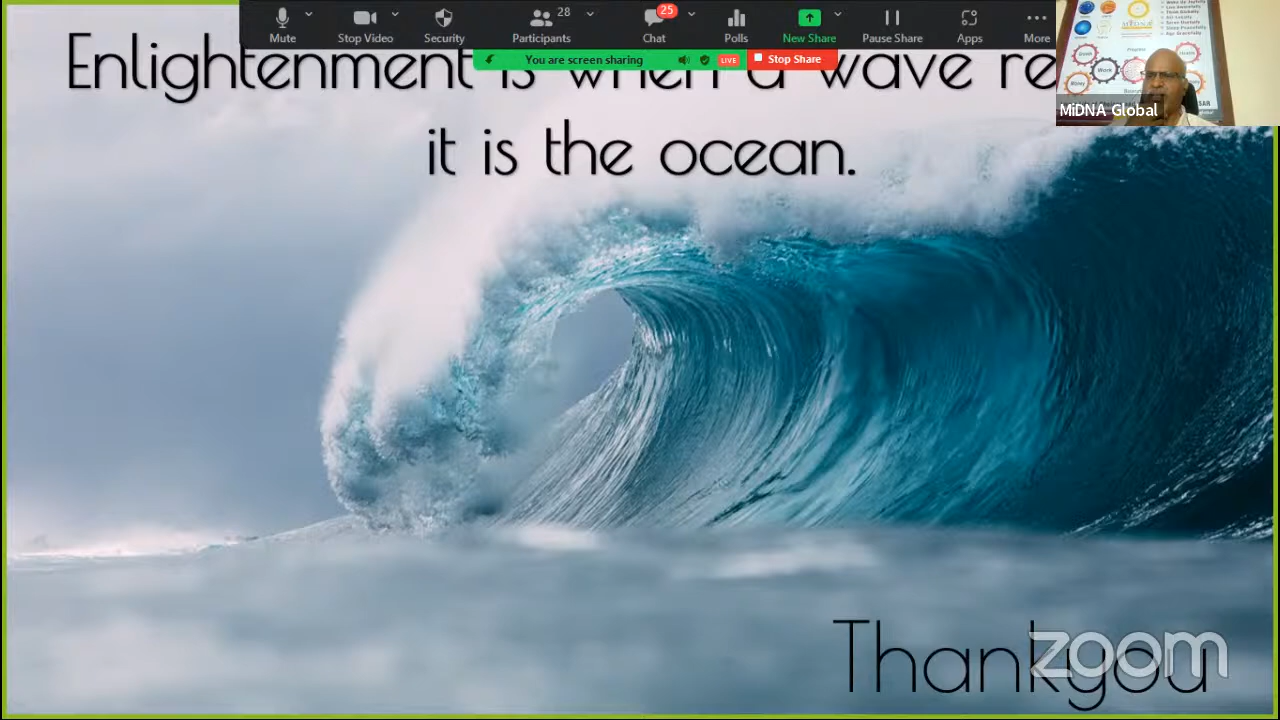 28
25
Mute
Stop Video
Security
Participants
Chat
Polls
New Share
Pause Share
Apps
More
You are screen sharing
LIVE
Stop Share
MiDNA Global
Enlightenment is when a wave re
it is the ocean.
Thankyou
zoom